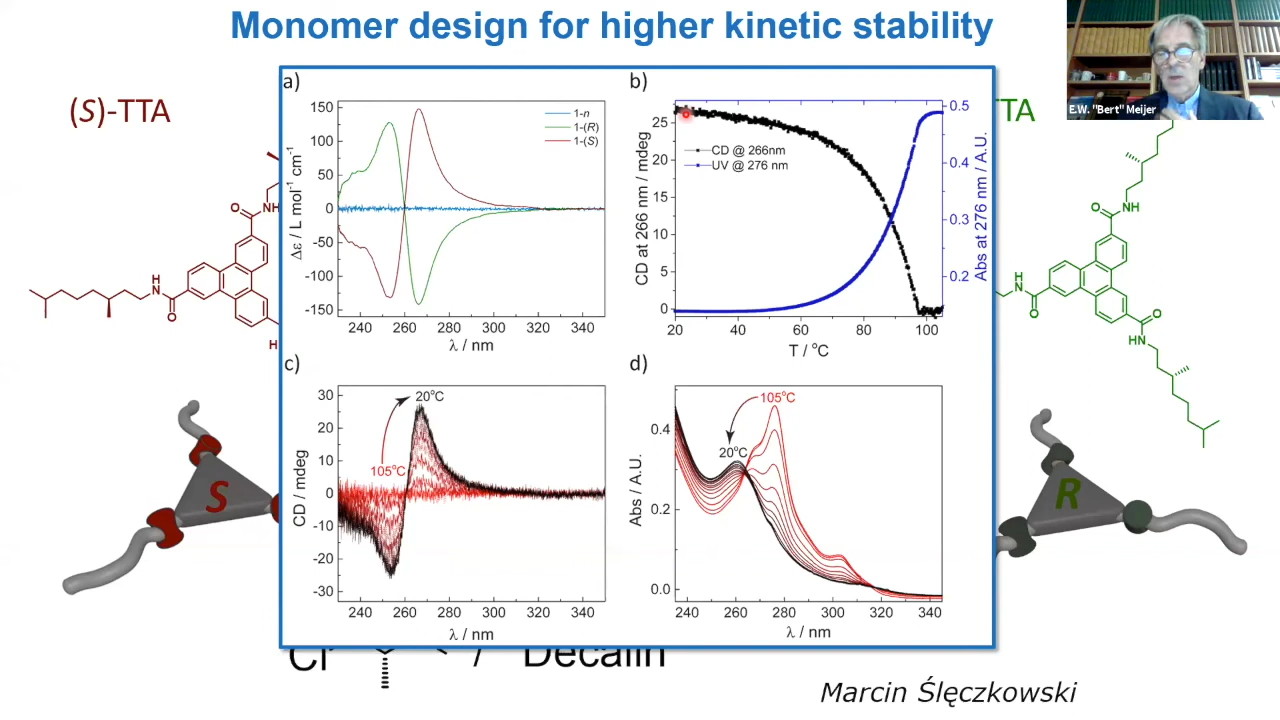 Monomer design for higher kinetic stability
E.W. "Bert" Meijer
(S)-TTA
TTA
a)
150
100
50
0
-50
-100
-150
Δε / L mol-1 cm-1
1-n
1-(R)
1-(S)
240 260 280 300 320 340
λ / nm
b)
25
20
15
10
5
0
CD at 266 nm / mdeg
CD @ 266nm
UV @ 276 nm
0.5
0.4
0.3
0.2
Abs at 276 nm / A.U.
20 40 60 80 100
T / °C
c)
30
20
10
0
-10
-20
-30
CD / mdeg
20°C
105°C
240 260 280 300 320 340
λ / nm
d)
0.4
0.2
0.0
Abs / A.U.
105°C
20°C
240 260 280 300 320 340
λ / nm
O
HN
H
N
O
H
O
HN
HN
O
O
HN
S
R
Cl / Decalin
Marcin Ślęczkowski